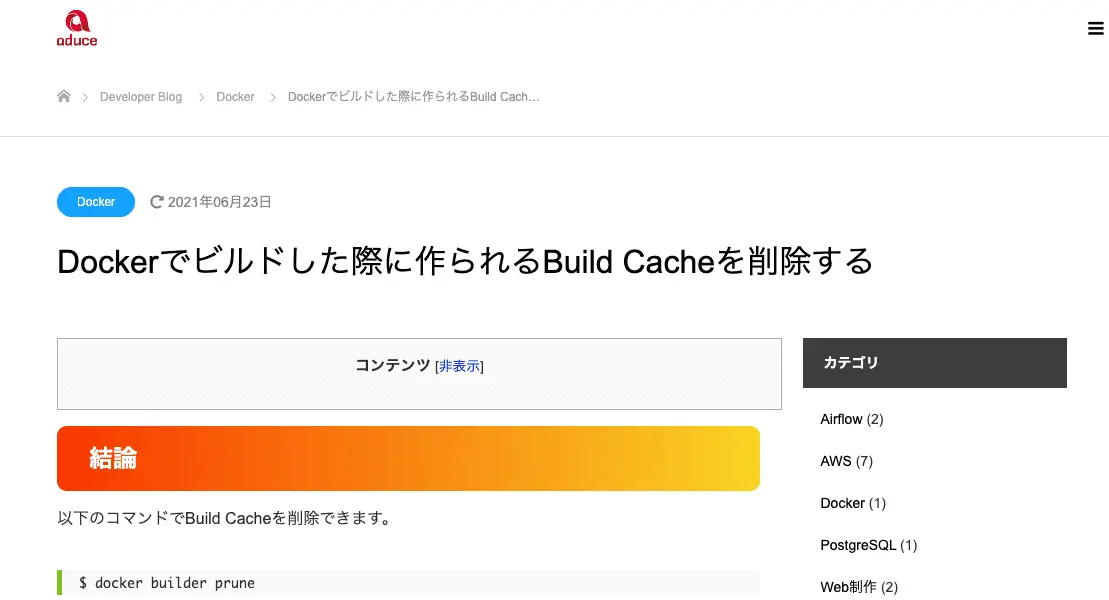 aduce
Developer Blog
Docker
Dockerでビルドした際に作られるBuild Cach...
Docker
2021年06月23日
Dockerでビルドした際に作られるBuild Cacheを削除する
コンテンツ [非表示]
結論
以下のコマンドでBuild Cacheを削除できます。
$ docker builder prune
カテゴリ
Airflow (2)
AWS (7)
Docker (1)
PostgreSQL (1)
Web制作 (2)